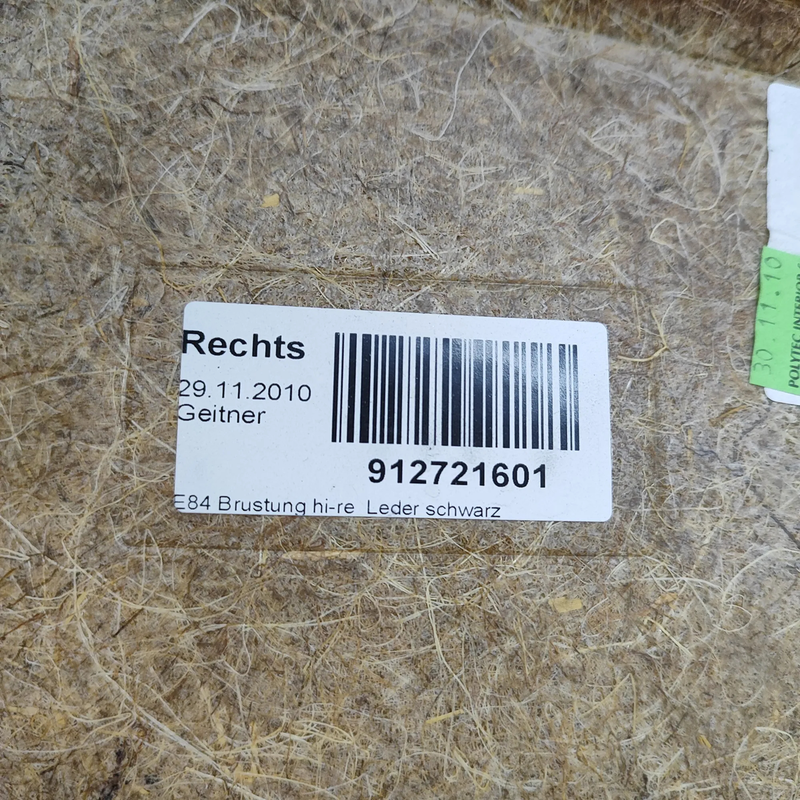 Rechts
29.11.2010
Geitner
912721601
E84 Brustung hi-re Leder schwarz
30.11.10
POLYTEC INTERIOR